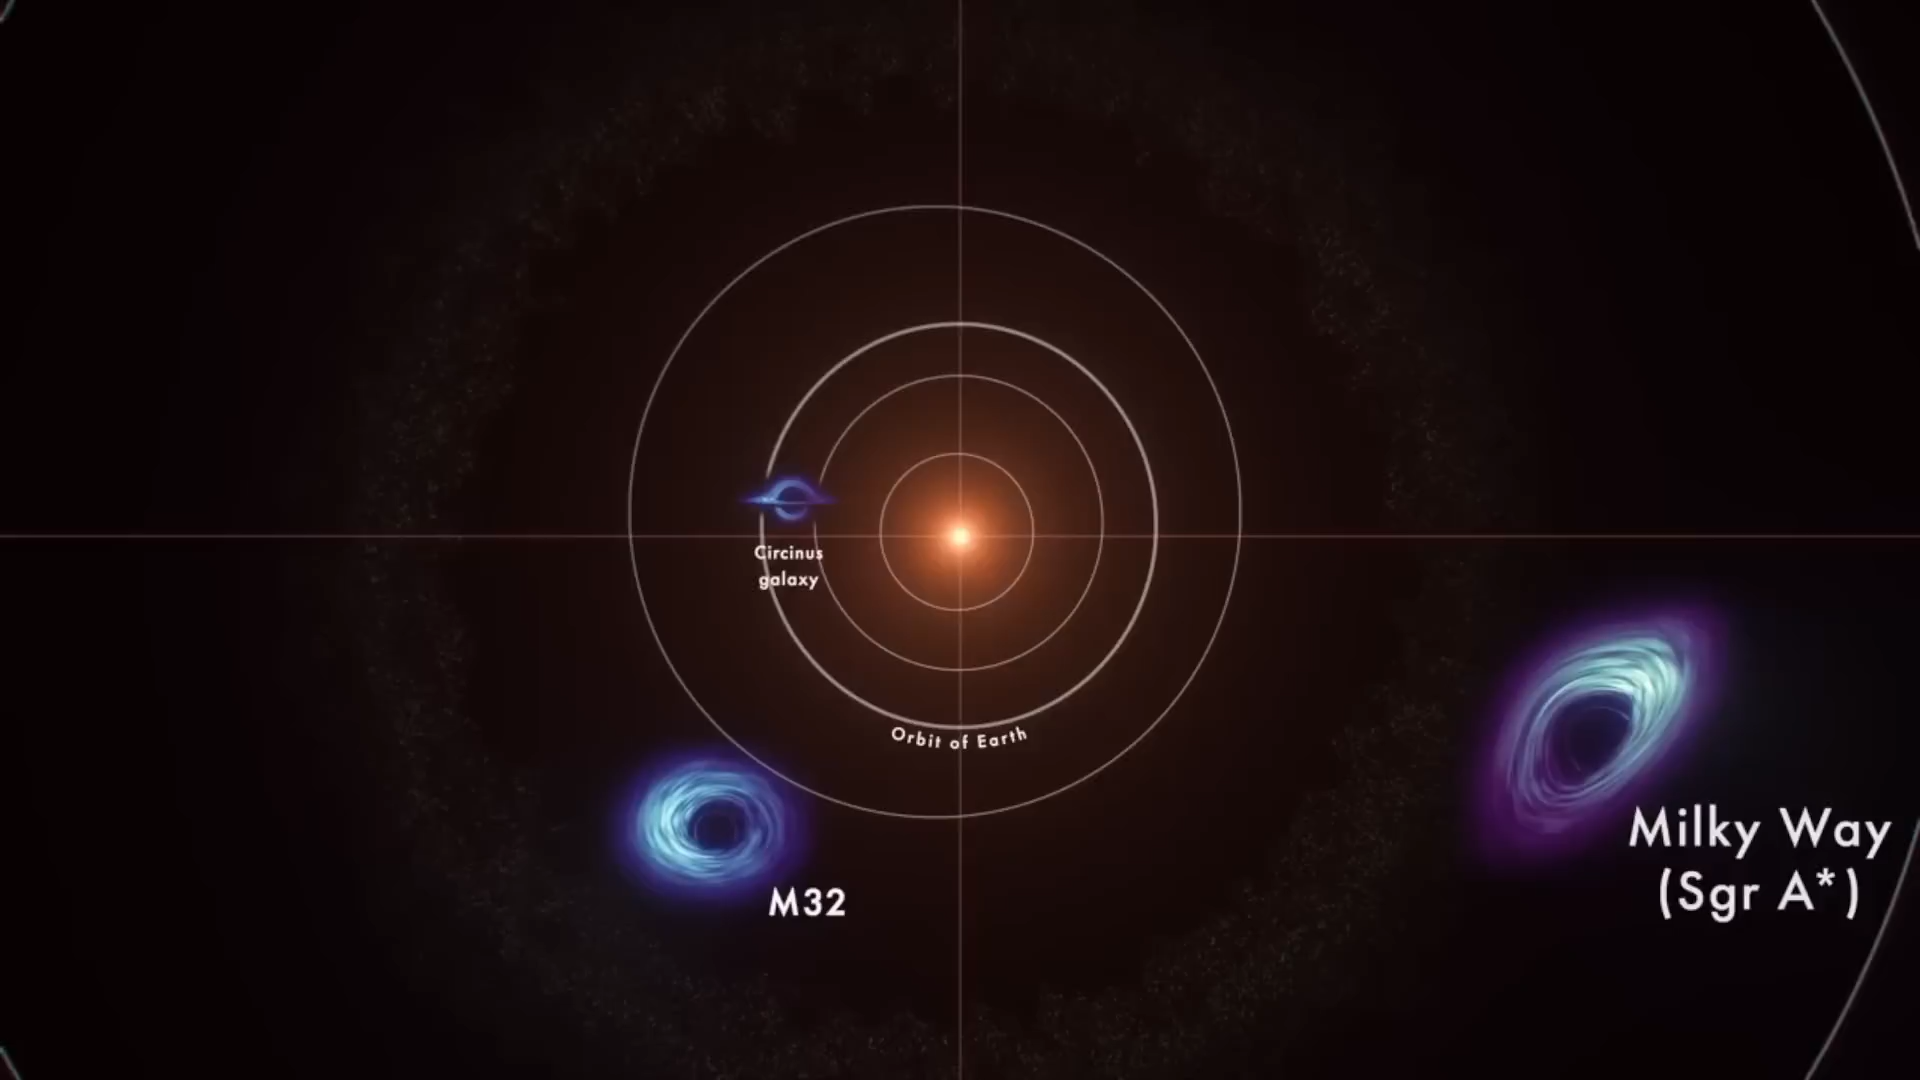 Circinus
galaxy
Orbit of Earth
M32
Milky Way
(Sgr A*)